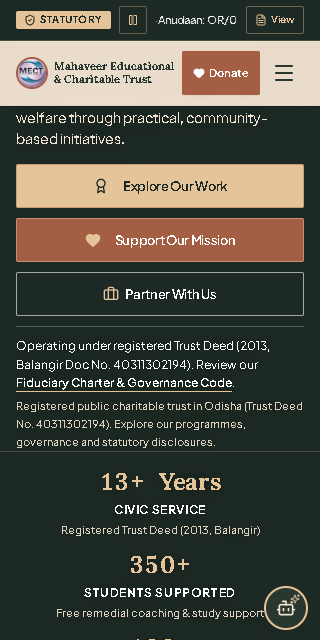 STATUTORY
·Anudaan: OR/0
View
Mahaveer Educational
& Charitable Trust
MECT
Donate
welfare through practical, community-
based initiatives.
Explore Our Work
Support Our Mission
Partner With Us
Operating under registered Trust Deed (2013,
Balangir Doc No. 40311302194). Review our
Fiduciary Charter & Governance Code.
Registered public charitable trust in Odisha (Trust Deed
No. 40311302194). Explore our programmes,
governance and statutory disclosures.
13+ Years
CIVIC SERVICE
Registered Trust Deed (2013, Balangir)
350+
STUDENTS SUPPORTED
Free remedial coaching & study support